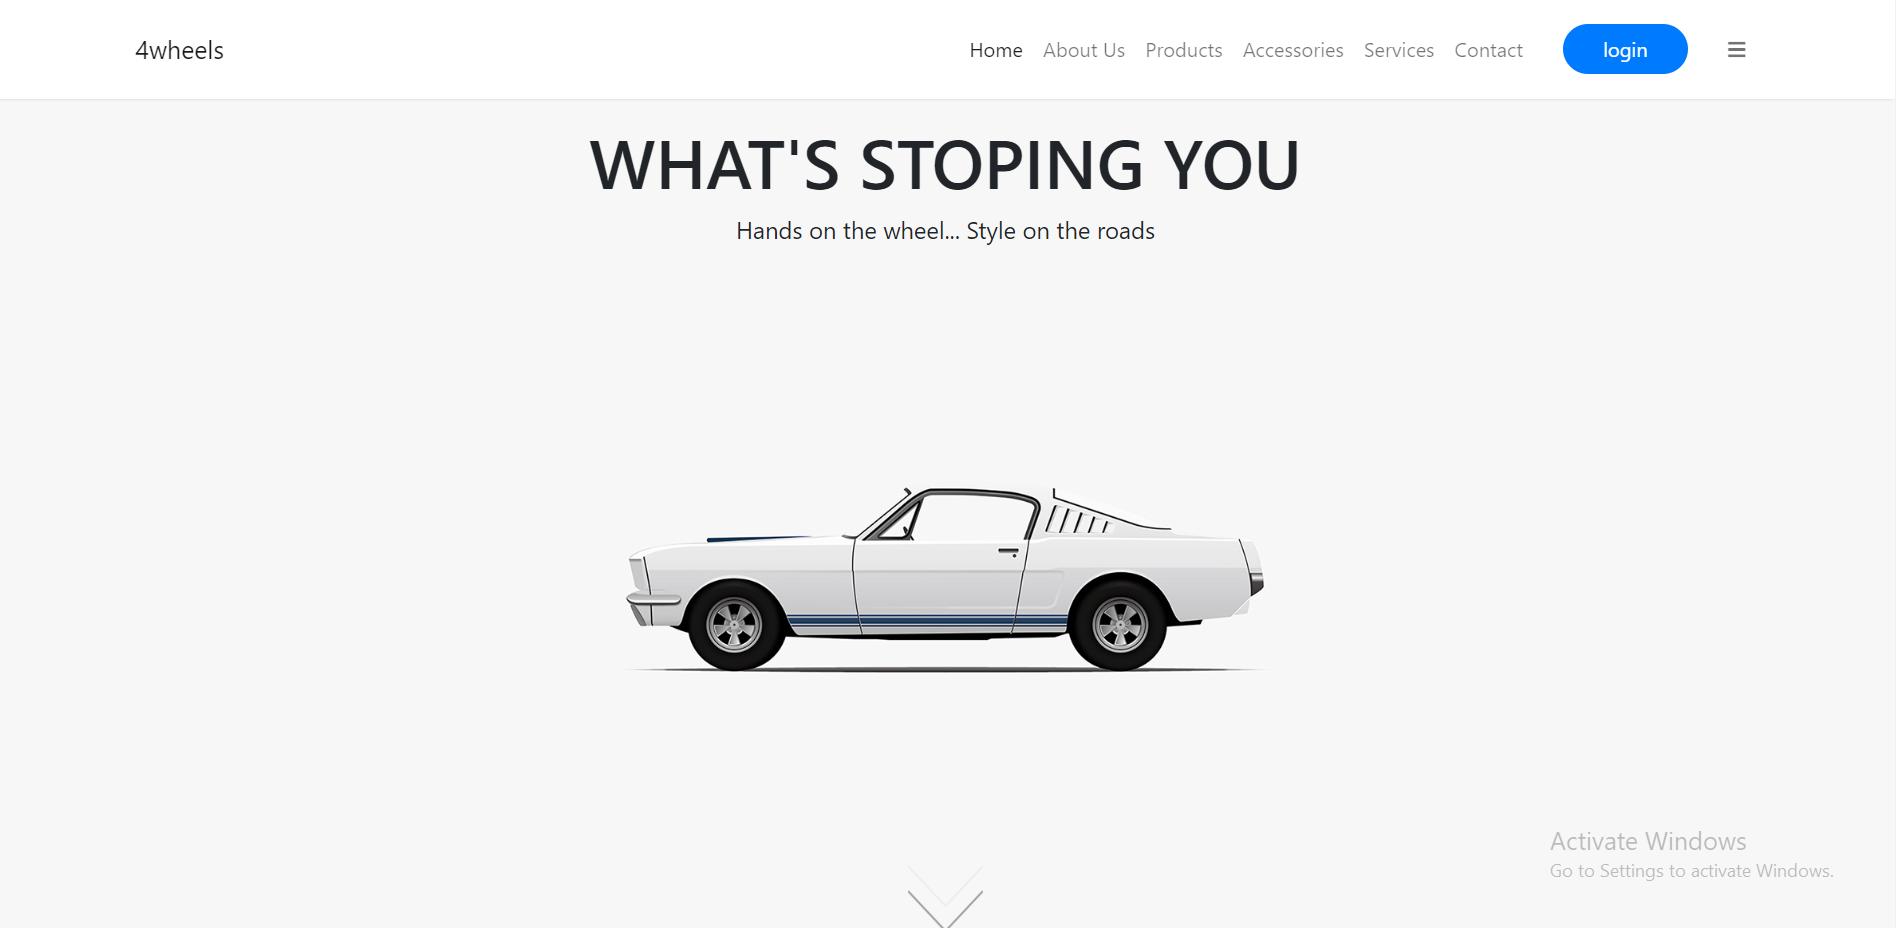 4wheels
Home About Us Products Accessories Services Contact login
WHAT'S STOPING YOU
Hands on the wheel... Style on the roads
Activate Windows
Go to Settings to activate Windows.